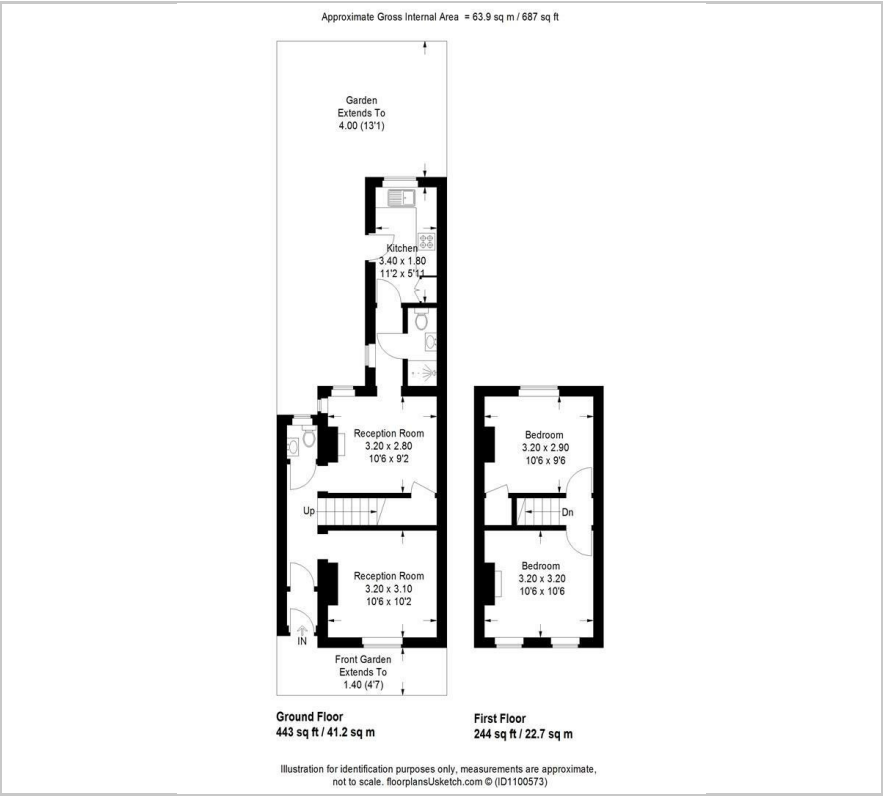 Approximate Gross Internal Area = 63.9 sq m / 687 sq ft
Garden
Extends To
4.00 (13'1)
Kitchen
3.40 x 1.80
11'2 x 5'11
Reception Room
3.20 x 2.80
10'6 x 9'2
Up
Reception Room
3.20 x 3.10
10'6 x 10'2
IN
Front Garden
Extends To
1.40 (4'7)
Bedroom
3.20 x 2.90
10'6 x 9'6
Dn
Bedroom
3.20 x 3.20
10'6 x 10'6
Ground Floor
443 sq ft / 41.2 sq m
First Floor
244 sq ft / 22.7 sq m
Illustration for identification purposes only, measurements are approximate,
not to scale. floorplansUsketch.com © (ID1100573)